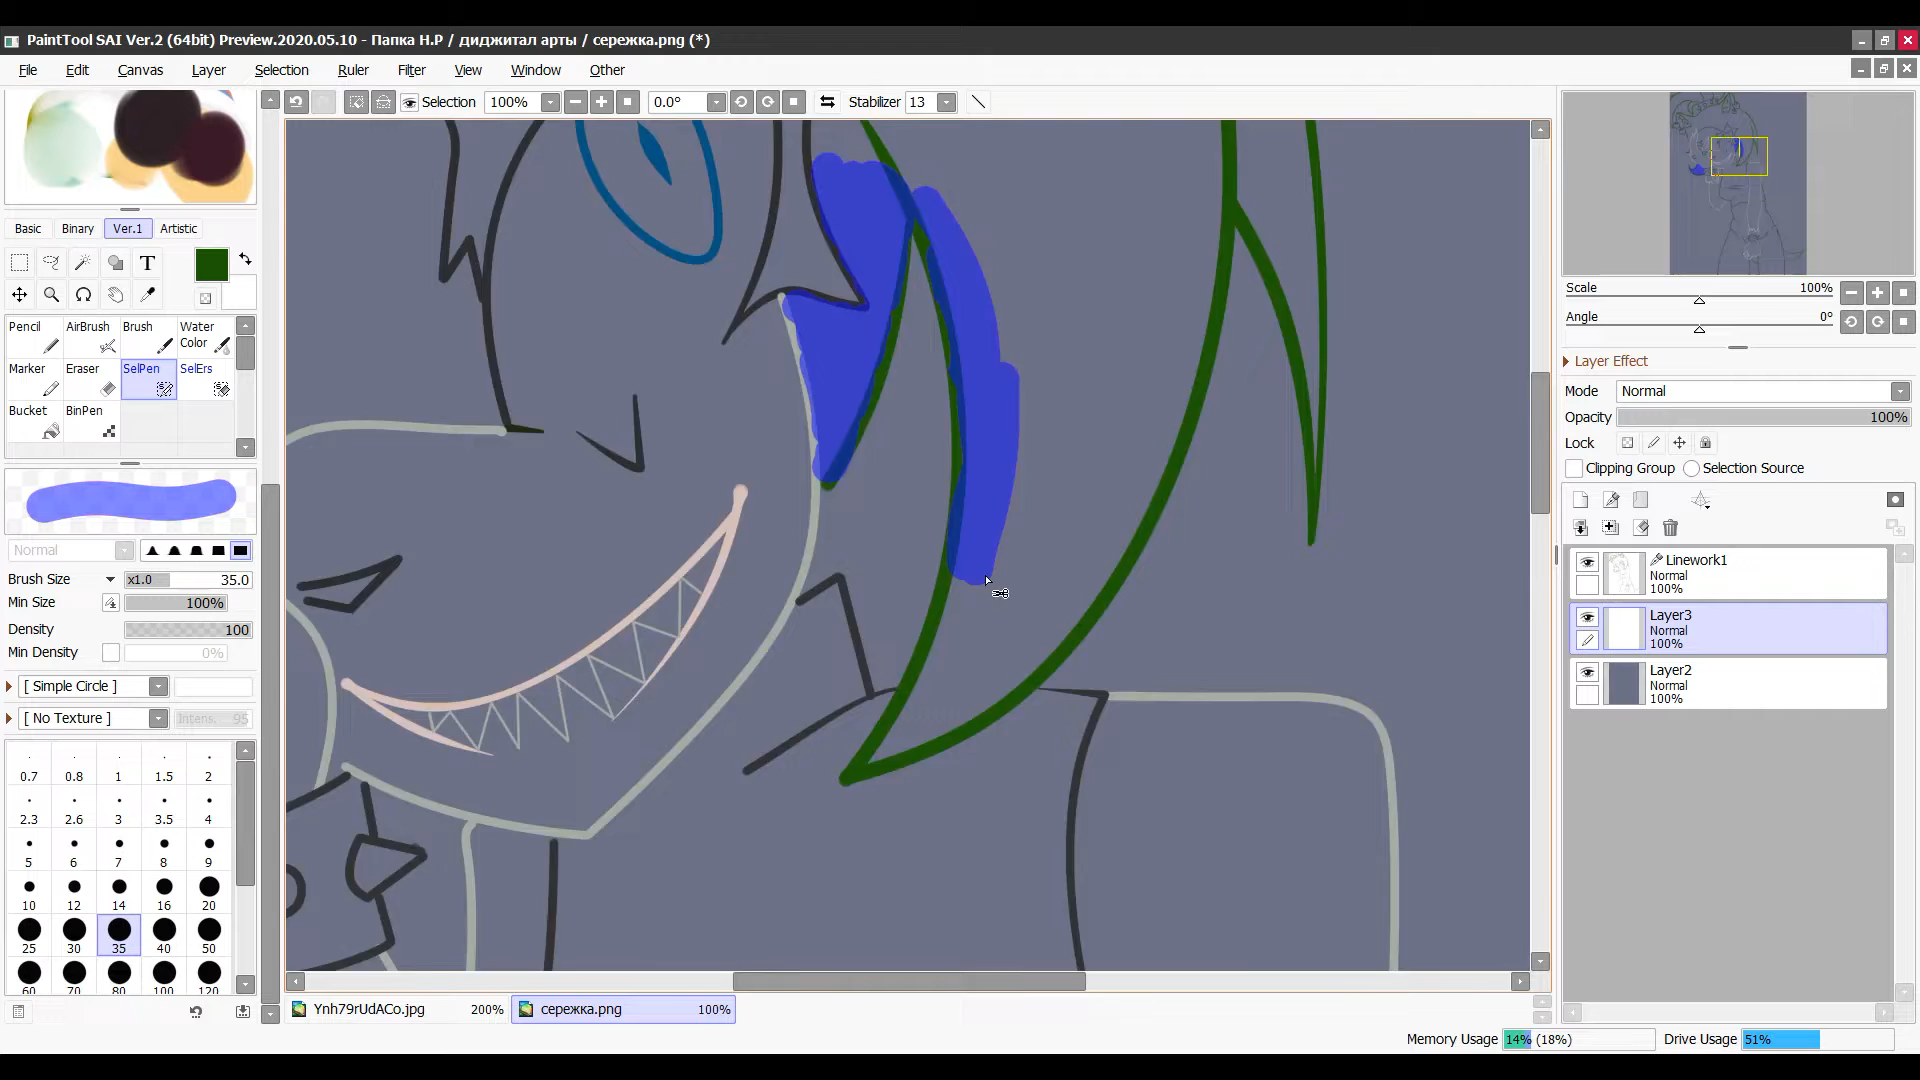 PaintTool SAI Ver.2 (64bit) Preview.2020.05.10 - Папка Н.Р / диджитал арты / сережка.png (*)
File Edit Canvas Layer Selection Ruler Filter View Window Other
Selection 100% 0.0° Stabilizer 13
Basic Binary Ver.1 Artistic
T
Pencil AirBrush Brush Water Color
Marker Eraser SelPen SelErs
Bucket BinPen
Normal
Brush Size x1.0 35.0
Min Size 100%
Density 100
Min Density 0%
[ Simple Circle ]
[ No Texture ] Intens. 95
0.7 0.8 1 1.5 2
2.3 2.6 3 3.5 4
5 6 7 8 9
10 12 14 16 20
25 30 35 40 50
60 70 80 100 120
Ynh79rUdACo.jpg 200% сережка.png 100%
Scale 100%
Angle 0°
Layer Effect
Mode Normal
Opacity 100%
Lock
Clipping Group Selection Source
Linework1
Normal
100%
Layer3
Normal
100%
Layer2
Normal
100%
Memory Usage 14% (18%) Drive Usage 51%